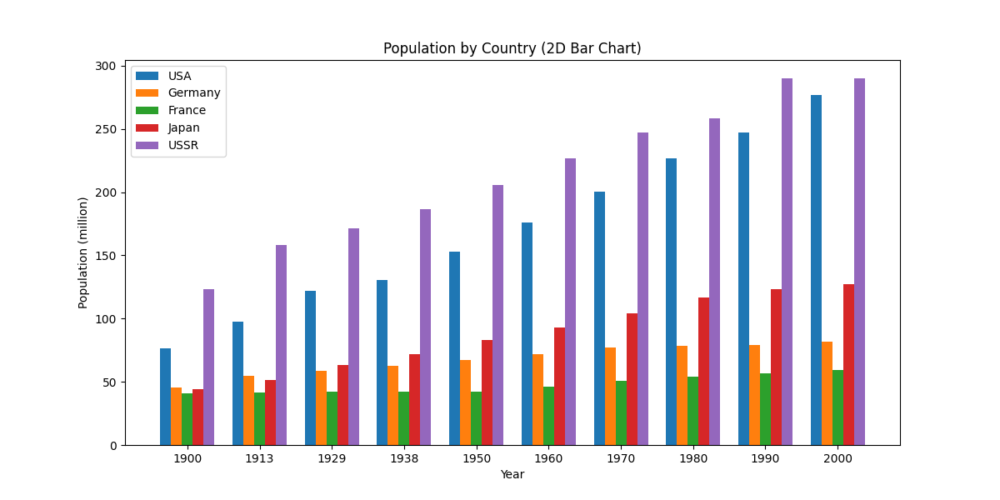 Population by Country (2D Bar Chart)
USA
Germany
France
Japan
USSR
300
250
200
150
100
50
0
Population (million)
1900 1913 1929 1938 1950 1960 1970 1980 1990 2000
Year